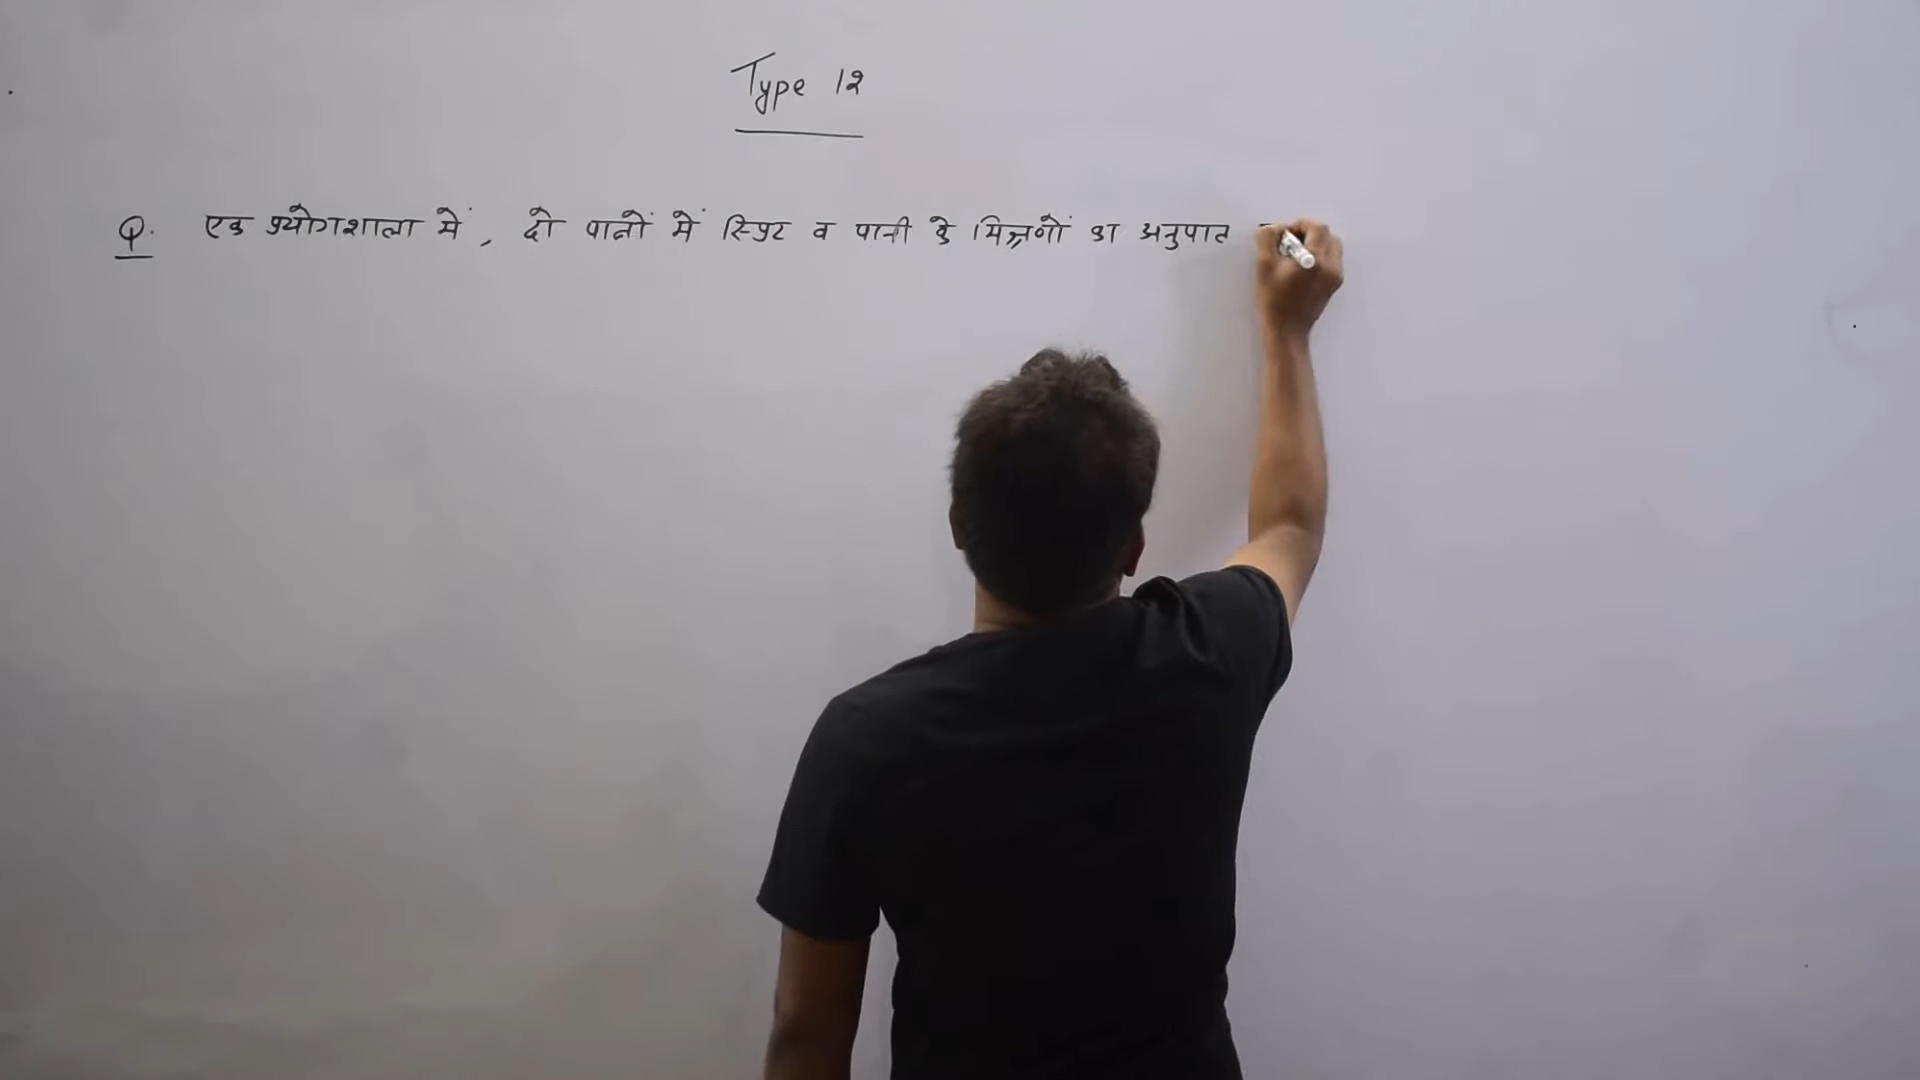 Type 12
Q. एक प्रयोगशाला में, दो पात्रों में स्प्रिट व पानी के मिश्रणों का अनुपात